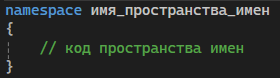 namespace имя_пространства_имен
{
// код пространства имен
}